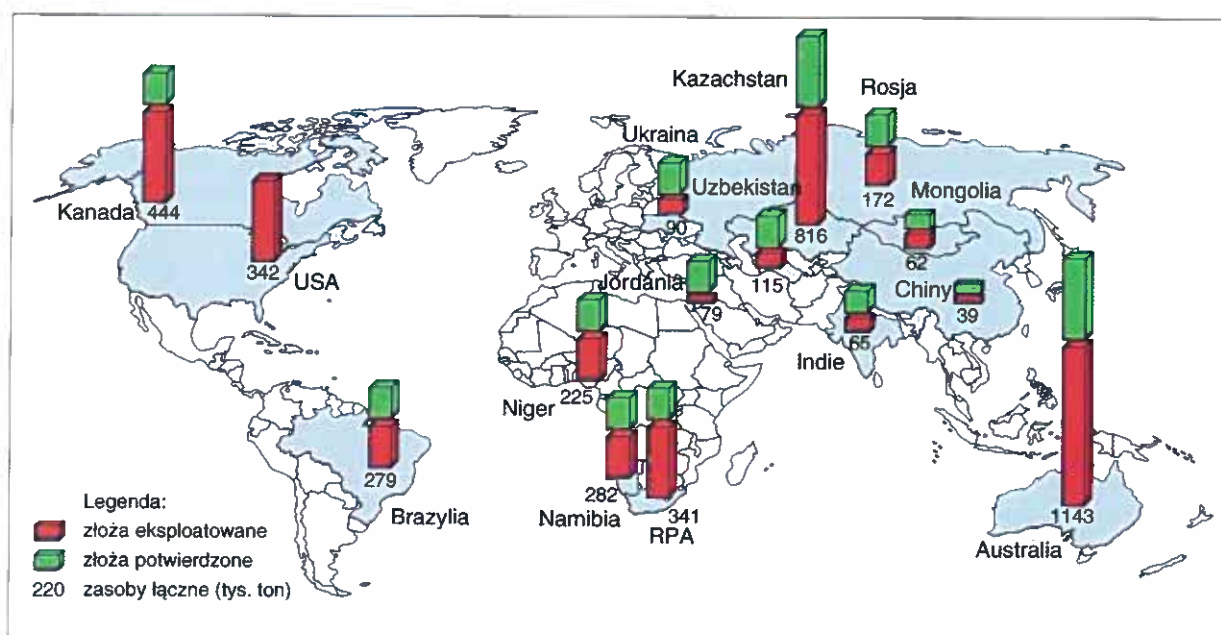 Kazachstan
Rosja
Ukraina
Uzbekistan
Mongolia
Kanada
444
172
90
816
342
62
USA
Jordania
115
Chiny
79
39
65
Indie
Niger
225
279
282
Namibia
341
RPA
1143
Brazylia
Australia
Legenda:
złoża eksploatowane
złoża potwierdzone
220 zasoby łączne (tys. ton)